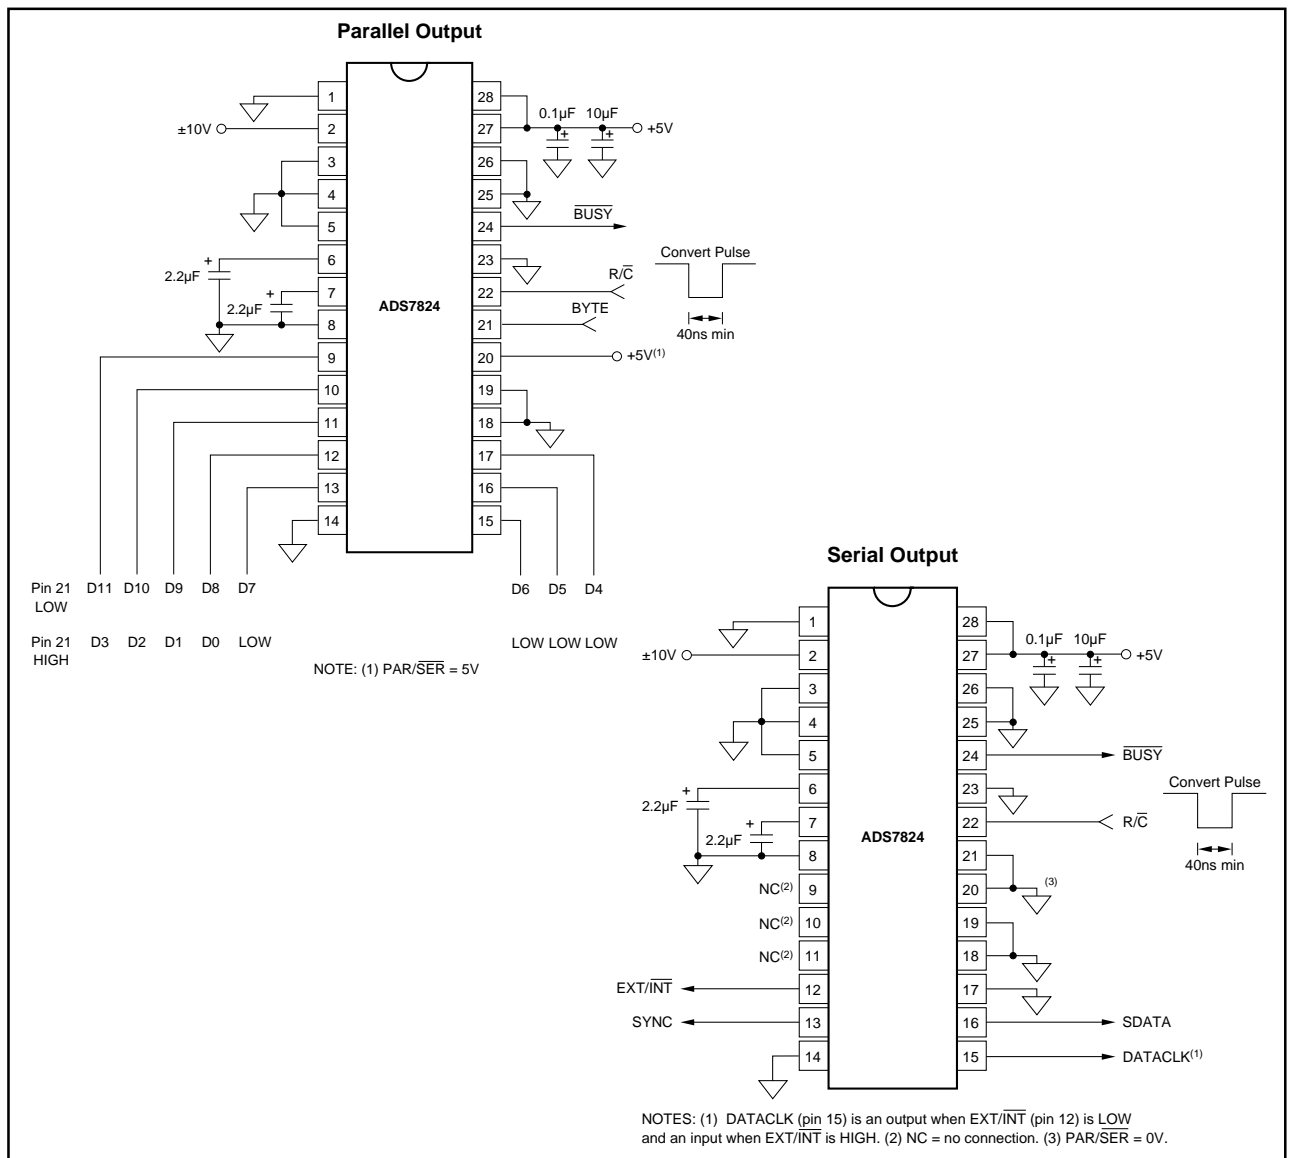 Parallel Output
1
2
3
4
5
6
7
8
9
10
11
12
13
14
28
27
26
25
24
23
22
21
20
19
18
17
16
15
ADS7824
±10V
2.2µF
+
2.2µF
+
0.1µF
+
10µF
+
+5V
BUSY
R/C
BYTE
+5V(1)
Convert Pulse
40ns min
Pin 21 LOW D11 D10 D9 D8 D7 D6 D5 D4
Pin 21 HIGH D3 D2 D1 D0 LOW LOW LOW LOW
NOTE: (1) PAR/SER = 5V
Serial Output
1
2
3
4
5
6
7
8
9
10
11
12
13
14
28
27
26
25
24
23
22
21
20
19
18
17
16
15
ADS7824
±10V
2.2µF
+
2.2µF
+
NC(2)
NC(2)
NC(2)
EXT/INT
SYNC
0.1µF
+
10µF
+
+5V
BUSY
R/C
(3)
SDATA
DATACLK(1)
Convert Pulse
40ns min
NOTES: (1) DATACLK (pin 15) is an output when EXT/INT (pin 12) is LOW
and an input when EXT/INT is HIGH. (2) NC = no connection. (3) PAR/SER = 0V.